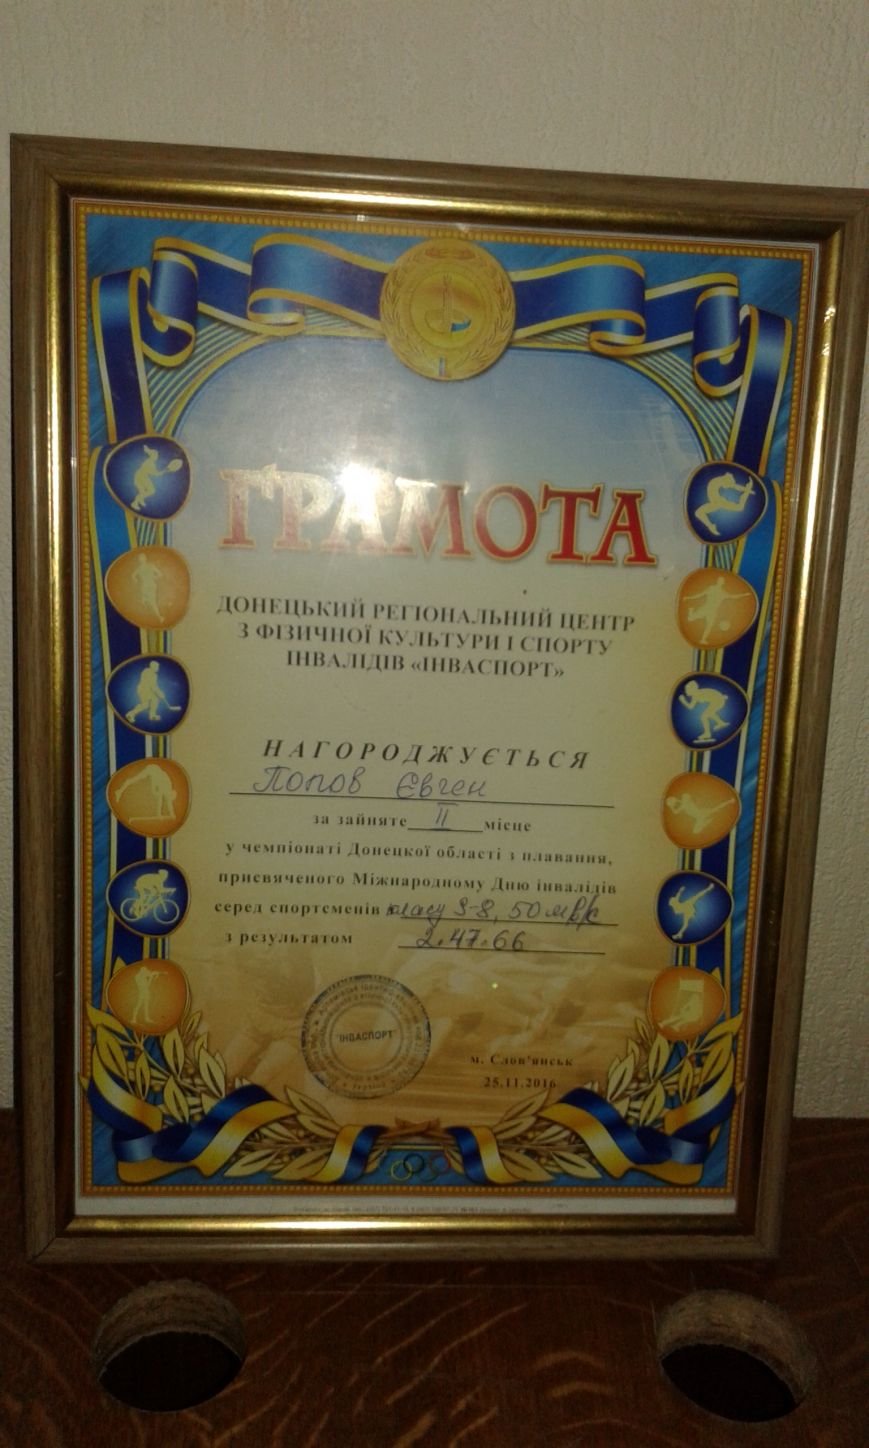 ГРАМОТА
ДОНЕЦЬКИЙ РЕГІОНАЛЬНИЙ ЦЕНТР
З ФІЗИЧНОЇ КУЛЬТУРИ І СПОРТУ
ІНВАЛІДІВ «ІНВАСПОРТ»
НАГОРОДЖУЄТЬСЯ
Попов Євген
за зайняте II місце
у чемпіонаті Донецкої області з плавання,
присвяченого Міжнародному Дню інвалідів
серед спортсменів класу S-8, 50 м
з результатом 2.47.66
"ІНВАСПОРТ"
м. Слов'янськ
25.11.2016